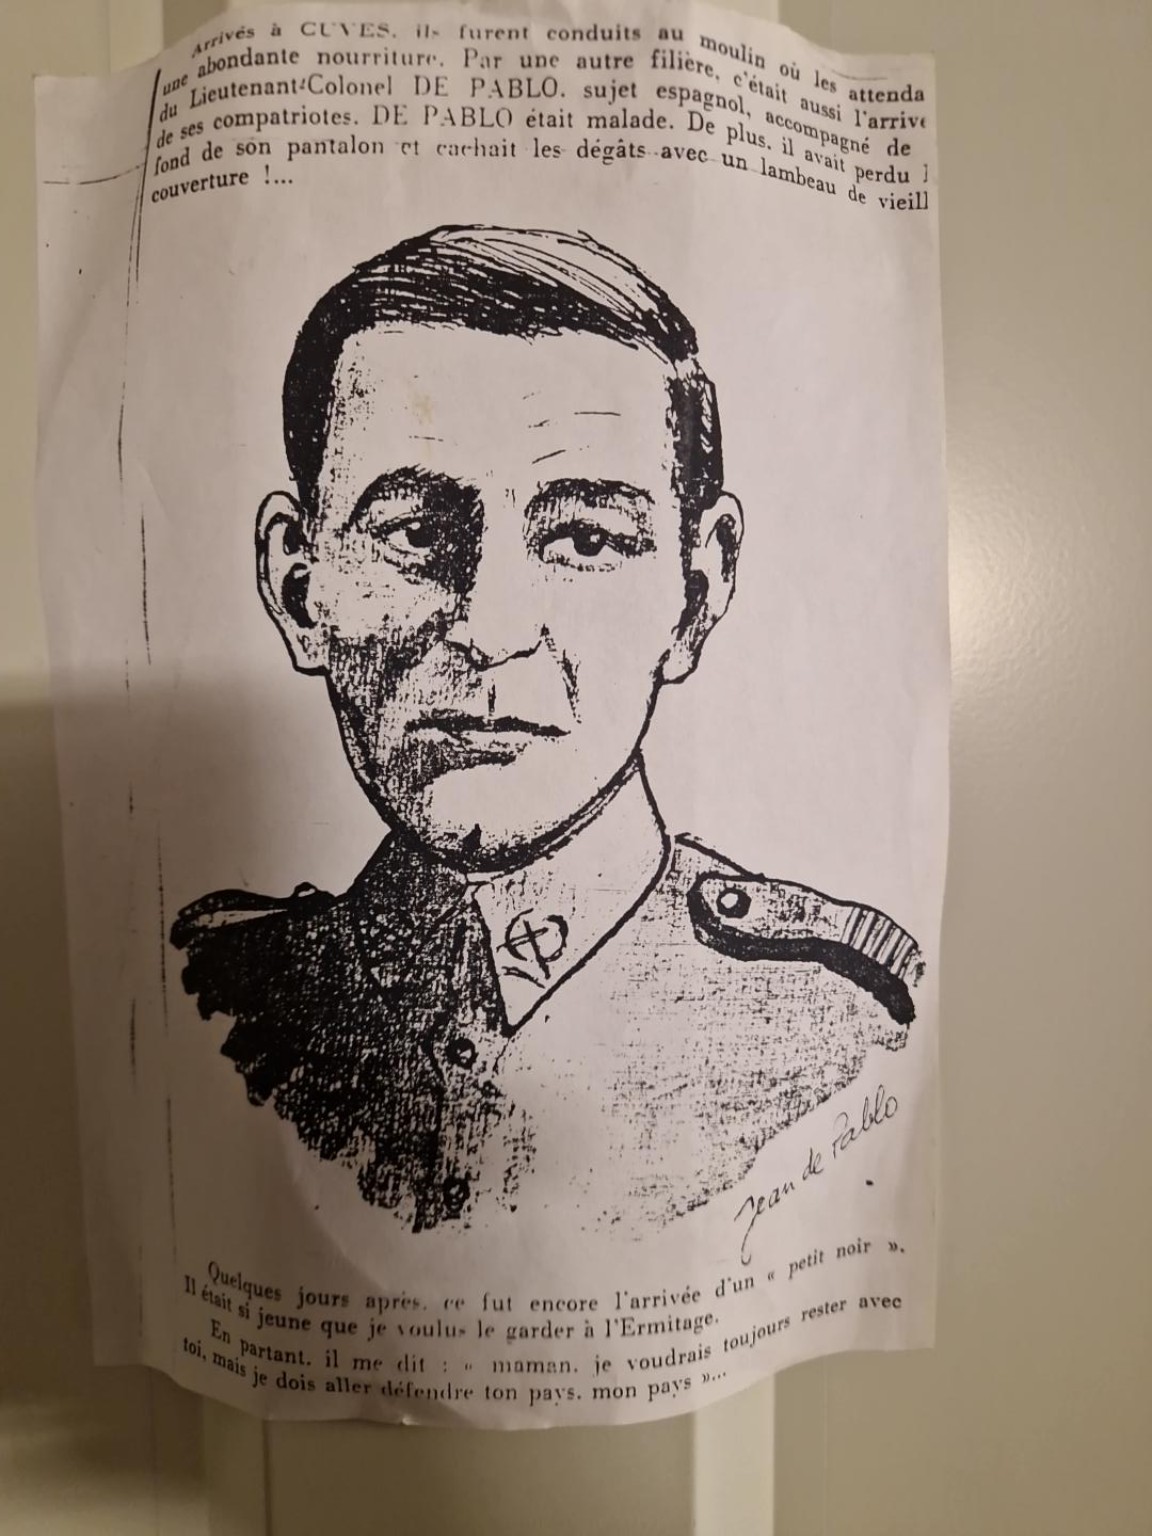 Arrivés à CUVES, ils furent conduits au moulin où les attenda
une abondante nourriture. Par une autre filière, c'était aussi l'arrivé
du Lieutenant-Colonel DE PABLO, sujet espagnol, accompagné de
de ses compatriotes. DE PABLO était malade. De plus, il avait perdu l
fond de son pantalon et cachait les dégâts avec un lambeau de vieill
couverture !...
Jean de Pablo
Quelques jours après, ce fut encore l'arrivée d'un « petit noir ».
Il était si jeune que je voulus le garder à l'Ermitage.
En partant, il me dit : « maman, je voudrais toujours rester avec
toi, mais je dois aller défendre ton pays, mon pays »...